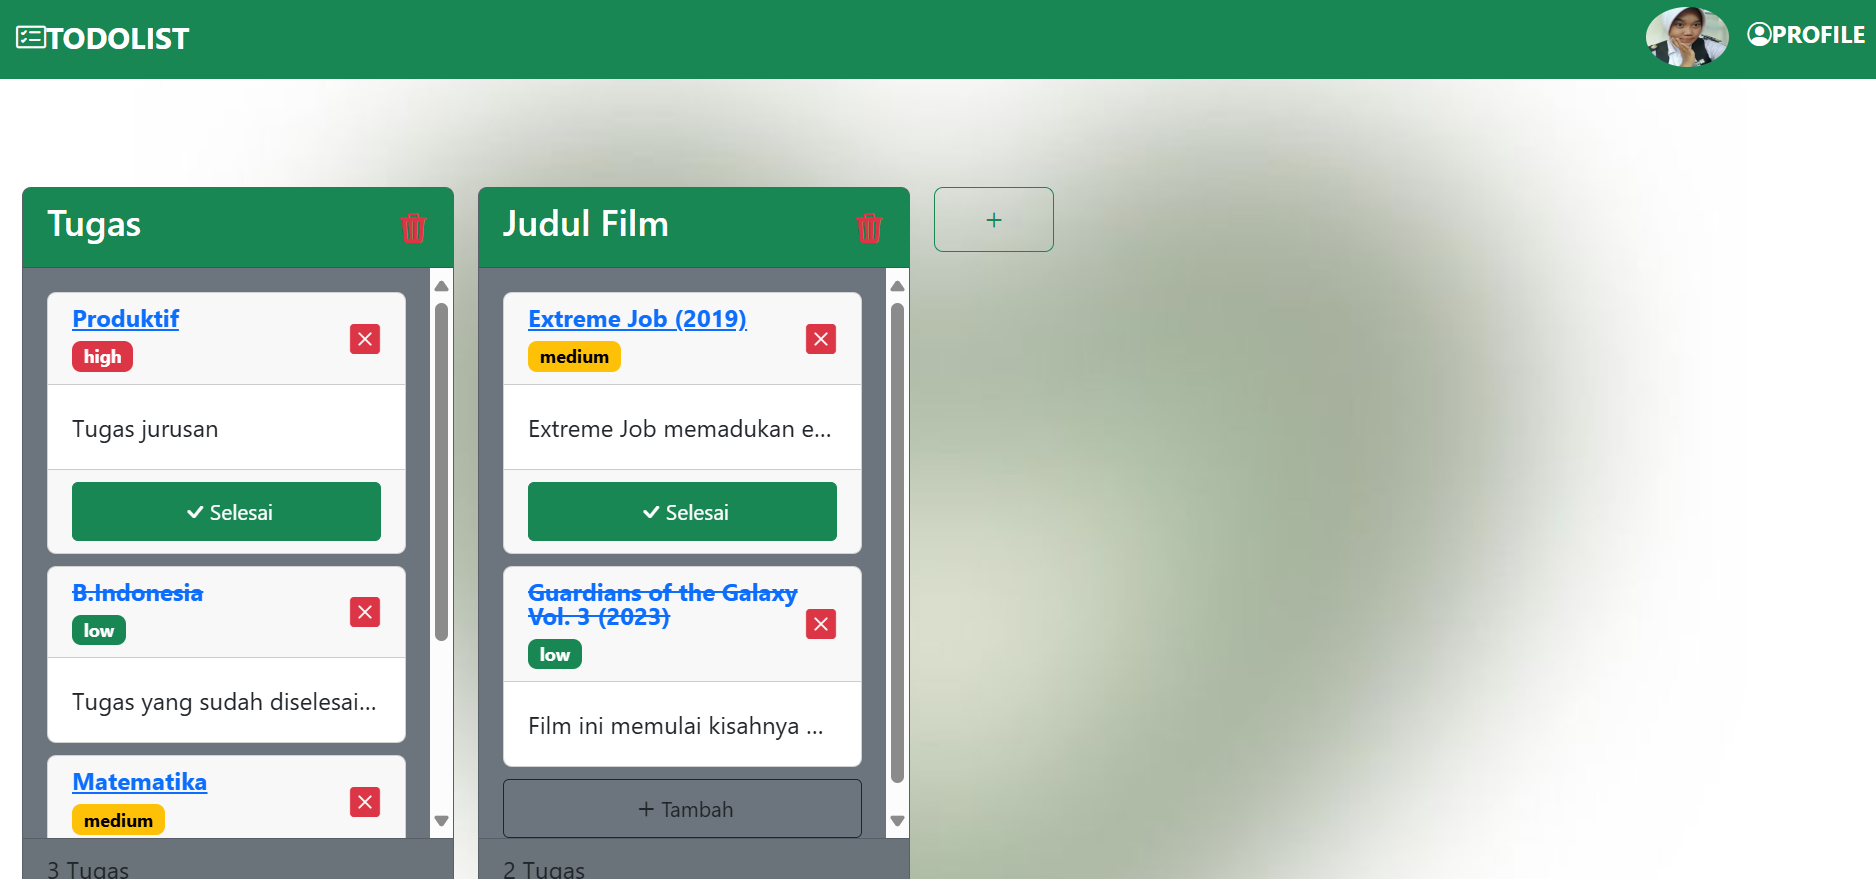 TODOLIST
PROFILE
Tugas
Produktif
high
Tugas jurusan
Selesai
B.Indonesia
low
Tugas yang sudah diselesai...
Matematika
medium
3 Tugas
Judul Film
Extreme Job (2019)
medium
Extreme Job memadukan e...
Selesai
Guardians of the Galaxy
Vol. 3 (2023)
low
Film ini memulai kisahnya ...
+ Tambah
2 Tugas
+